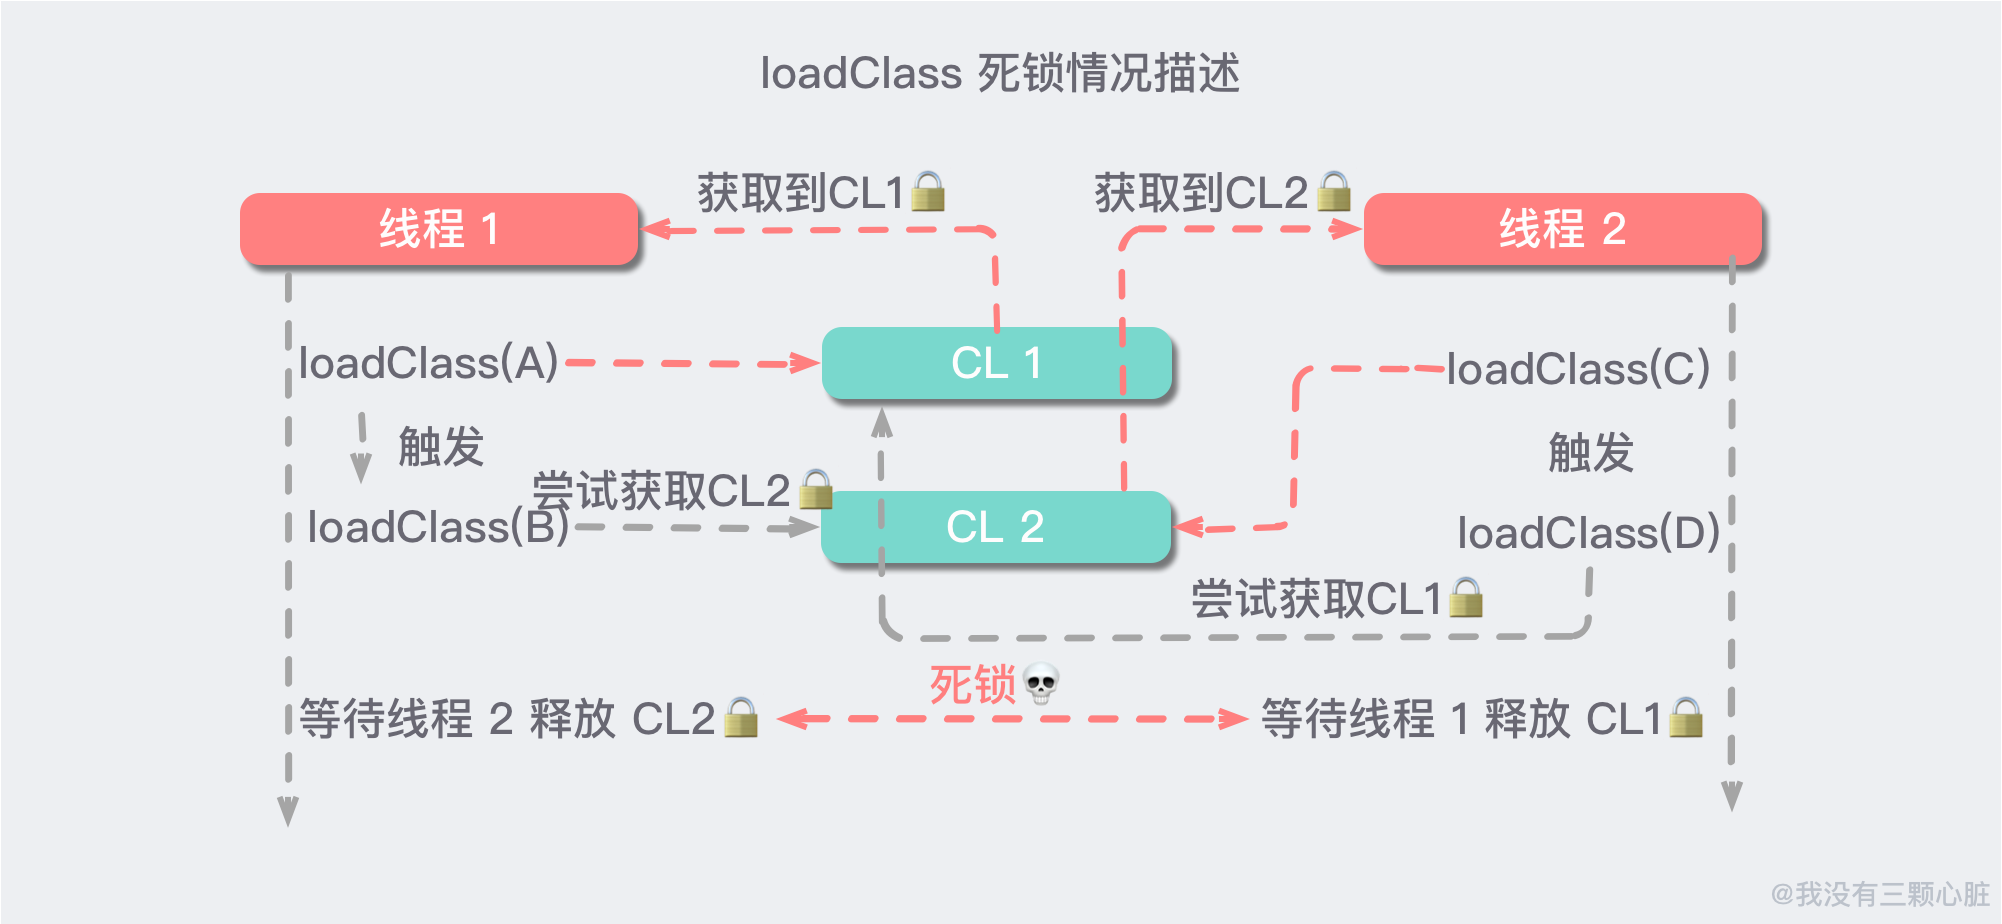 loadClass 死锁情况描述
获取到CL1🔒
获取到CL2🔒
线程 1
线程 2
loadClass(A)
CL 1
loadClass(C)
触发
触发
尝试获取CL2🔒
loadClass(B)
CL 2
loadClass(D)
尝试获取CL1🔒
死锁💀
等待线程 2 释放 CL2🔒
等待线程 1 释放 CL1🔒
@我没有三颗心脏